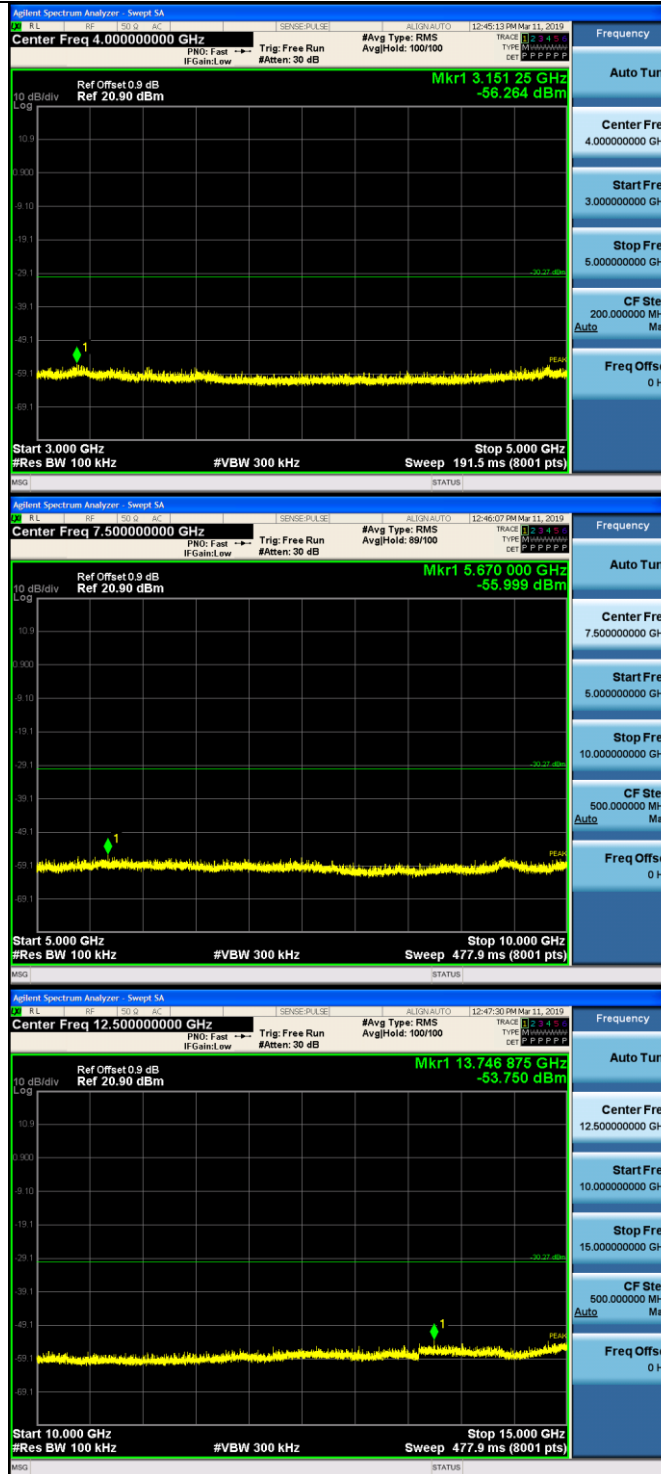 Agilent Spectrum Analyzer - Swept SA
RL RF 50 Ω AC SENSE:PULSE ALIGNAUTO 12:45:13 PM Mar 11, 2019
Center Freq 4.000000000 GHz
PNO: Fast Trig: Free Run
IFGain:Low #Atten: 30 dB
#Avg Type: RMS
Avg|Hold: 100/100
TRACE 1 2 3 4 5 6
TYPE M WWWWW
DET P P P P P P
Frequency
Mkr1 3.151 25 GHz
-56.264 dBm
Ref Offset 0.9 dB
10 dB/div Ref 20.90 dBm
Log
10.9
0.900
-9.10
-19.1
-29.1
-30.27 dBm
-39.1
-49.1
1
PEAK
-59.1
-69.1
Start 3.000 GHz Stop 5.000 GHz
#Res BW 100 kHz #VBW 300 kHz Sweep 191.5 ms (8001 pts)
MSG STATUS
Auto Tun
Center Fre
4.000000000 GH
Start Fre
3.000000000 GH
Stop Fre
5.000000000 GH
CF Ste
200.000000 MH
Auto Ma
Freq Offse
0 H
Agilent Spectrum Analyzer - Swept SA
RL RF 50 Ω AC SENSE:PULSE ALIGNAUTO 12:46:07 PM Mar 11, 2019
Center Freq 7.500000000 GHz
PNO: Fast Trig: Free Run
IFGain:Low #Atten: 30 dB
#Avg Type: RMS
Avg|Hold: 89/100
TRACE 1 2 3 4 5 6
TYPE M WWWWW
DET P P P P P P
Frequency
Mkr1 5.670 000 GHz
-55.999 dBm
Ref Offset 0.9 dB
10 dB/div Ref 20.90 dBm
Log
10.9
0.900
-9.10
-19.1
-29.1
-30.27 dBm
-39.1
-49.1
1
PEAK
-59.1
-69.1
Start 5.000 GHz Stop 10.000 GHz
#Res BW 100 kHz #VBW 300 kHz Sweep 477.9 ms (8001 pts)
MSG STATUS
Auto Tun
Center Fre
7.500000000 GH
Start Fre
5.000000000 GH
Stop Fre
10.000000000 GH
CF Ste
500.000000 MH
Auto Ma
Freq Offse
0 H
Agilent Spectrum Analyzer - Swept SA
RL RF 50 Ω AC SENSE:PULSE ALIGNAUTO 12:47:30 PM Mar 11, 2019
Center Freq 12.500000000 GHz
PNO: Fast Trig: Free Run
IFGain:Low #Atten: 30 dB
#Avg Type: RMS
Avg|Hold: 100/100
TRACE 1 2 3 4 5 6
TYPE M WWWWW
DET P P P P P P
Frequency
Mkr1 13.746 875 GHz
-53.750 dBm
Ref Offset 0.9 dB
10 dB/div Ref 20.90 dBm
Log
10.9
0.900
-9.10
-19.1
-29.1
-30.27 dBm
-39.1
-49.1
1
PEAK
-59.1
-69.1
Start 10.000 GHz Stop 15.000 GHz
#Res BW 100 kHz #VBW 300 kHz Sweep 477.9 ms (8001 pts)
MSG STATUS
Auto Tun
Center Fre
12.500000000 GH
Start Fre
10.000000000 GH
Stop Fre
15.000000000 GH
CF Ste
500.000000 MH
Auto Ma
Freq Offse
0 H